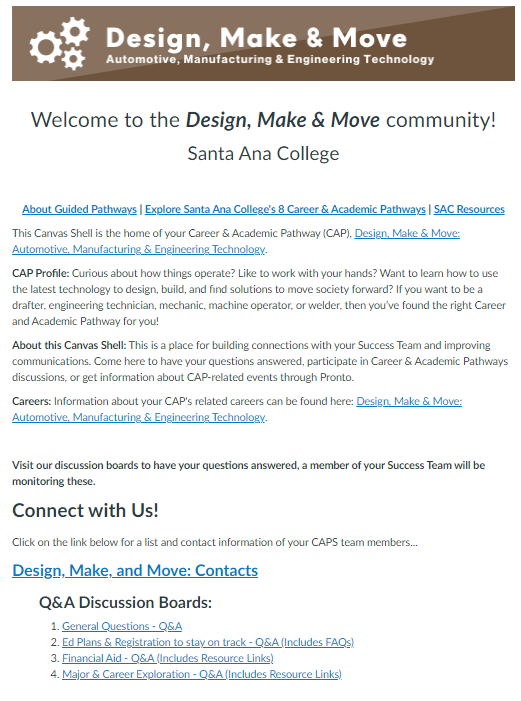 Design, Make & Move
Automotive, Manufacturing & Engineering Technology
Welcome to the Design, Make & Move community!
Santa Ana College
About Guided Pathways | Explore Santa Ana College's 8 Career & Academic Pathways | SAC Resources
This Canvas Shell is the home of your Career & Academic Pathway (CAP), Design, Make & Move:
Automotive, Manufacturing & Engineering Technology.
CAP Profile: Curious about how things operate? Like to work with your hands? Want to learn how to use
the latest technology to design, build, and find solutions to move society forward? If you want to be a
drafter, engineering technician, mechanic, machine operator, or welder, then you've found the right Career
and Academic Pathway for you!
About this Canvas Shell: This is a place for building connections with your Success Team and improving
communications. Come here to have your questions answered, participate in Career & Academic Pathways
discussions, or get information about CAP-related events through Pronto.
Careers: Information about your CAP's related careers can be found here: Design, Make & Move:
Automotive, Manufacturing & Engineering Technology.
Visit our discussion boards to have your questions answered, a member of your Success Team will be
monitoring these.
Connect with Us!
Click on the link below for a list and contact information of your CAPS team members...
Design, Make, and Move: Contacts
Q&A Discussion Boards:
1. General Questions - Q&A
2. Ed Plans & Registration to stay on track - Q&A (Includes FAQs)
3. Financial Aid - Q&A (Includes Resource Links)
4. Major & Career Exploration - Q&A (Includes Resource Links)